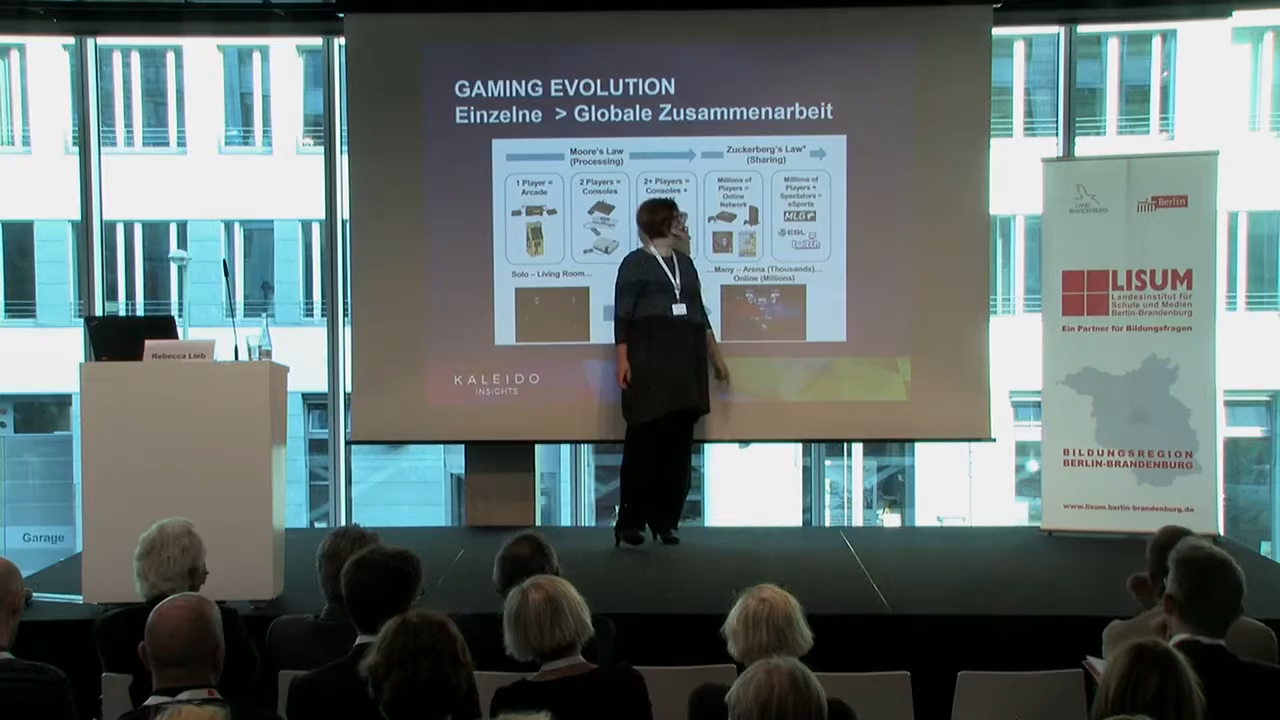 GAMING EVOLUTION
Einzelne > Globale Zusammenarbeit
Moore's Law
(Processing)
Zuckerberg's Law*
(Sharing)
1 Player =
Arcade
2 Players =
Consoles
2+ Players =
Consoles +
Millions of
Players =
Online
Network
Millions of
Players +
Spectators =
eSports
MLG
ESL
twitch
Solo – Living Room...
...Many – Arena (Thousands)...
Online (Millions)
KALEIDO
INSIGHTS
Rebecca Lieb
Garage
LAND
BRANDENBURG
Berlin
LISUM
Landesinstitut für
Schule und Medien
Berlin-Brandenburg
Ein Partner für Bildungsfragen
BILDUNGSREGION
BERLIN-BRANDENBURG
www.lisum.berlin-brandenburg.de